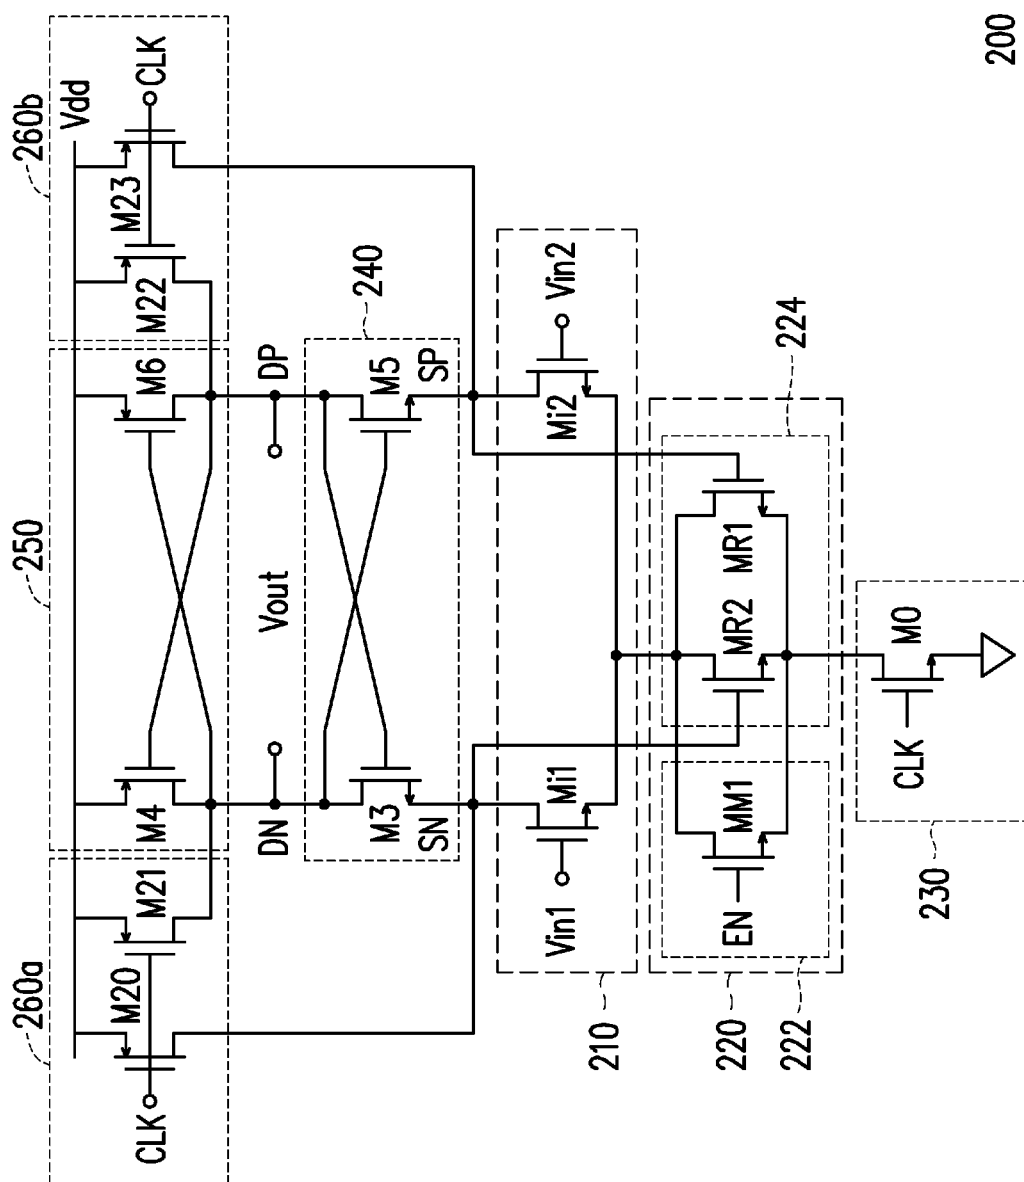 200
260a
250
260b
Vdd
CLK
M20
M21
M4
M6
M22
M23
CLK
DN
Vout
DP
240
M3
M5
SN
SP
Vin1
Mi1
Mi2
Vin2
210
220
222
EN
MM1
MR2
MR1
224
CLK
M0
230